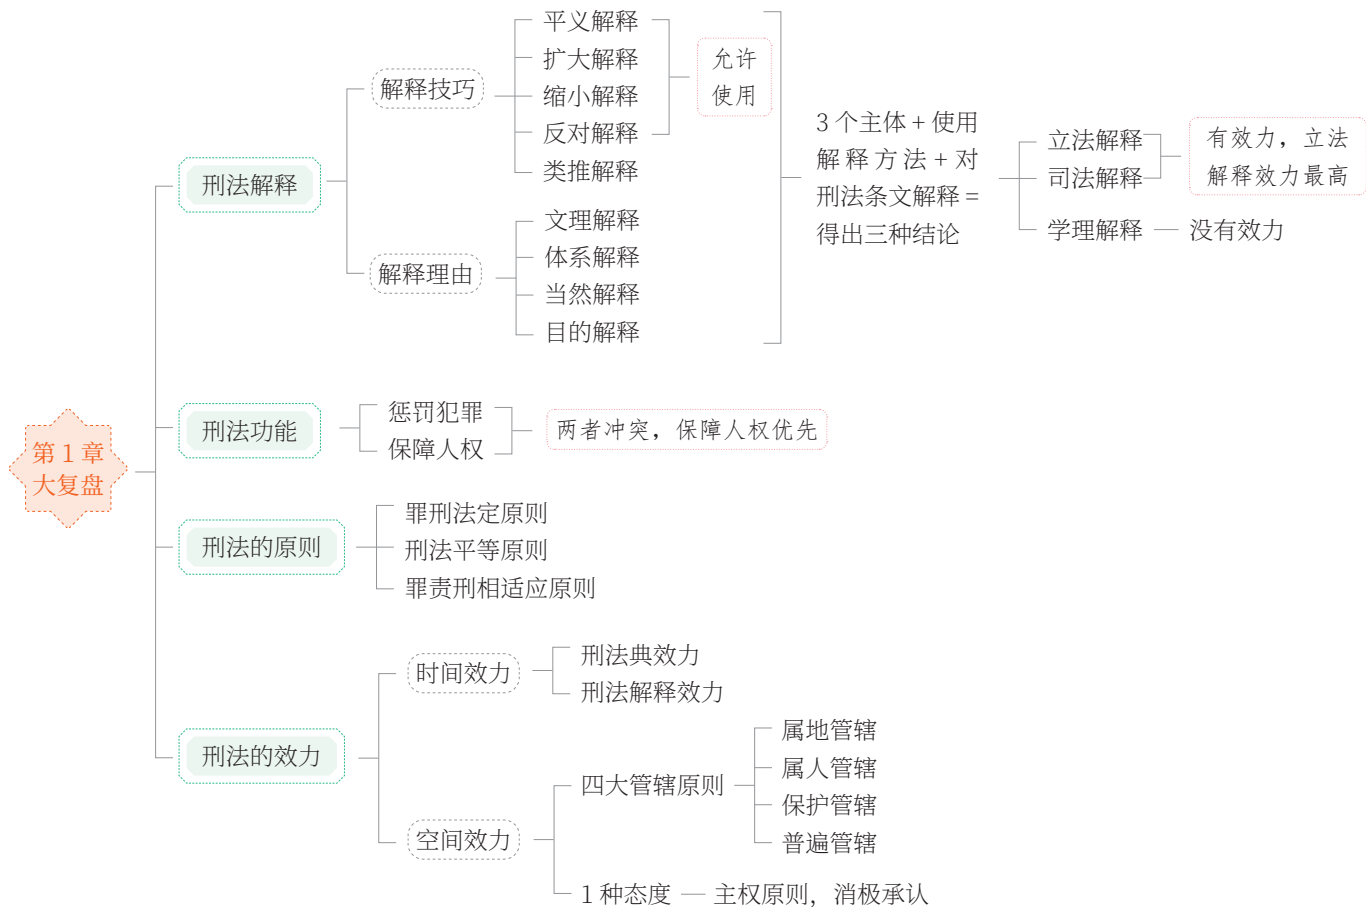 第 1 章
大复盘
刑法解释
解释技巧
平义解释
扩大解释
缩小解释
反对解释
类推解释
允许
使用
解释理由
文理解释
体系解释
当然解释
目的解释
3 个主体 + 使用
解释方法 + 对
刑法条文解释 =
得出三种结论
立法解释
司法解释
有效力，立法
解释效力最高
学理解释
没有效力
刑法功能
惩罚犯罪
保障人权
两者冲突，保障人权优先
刑法的原则
罪刑法定原则
刑法平等原则
罪责刑相适应原则
刑法的效力
时间效力
刑法典效力
刑法解释效力
空间效力
四大管辖原则
属地管辖
属人管辖
保护管辖
普遍管辖
1 种态度
主权原则，消极承认